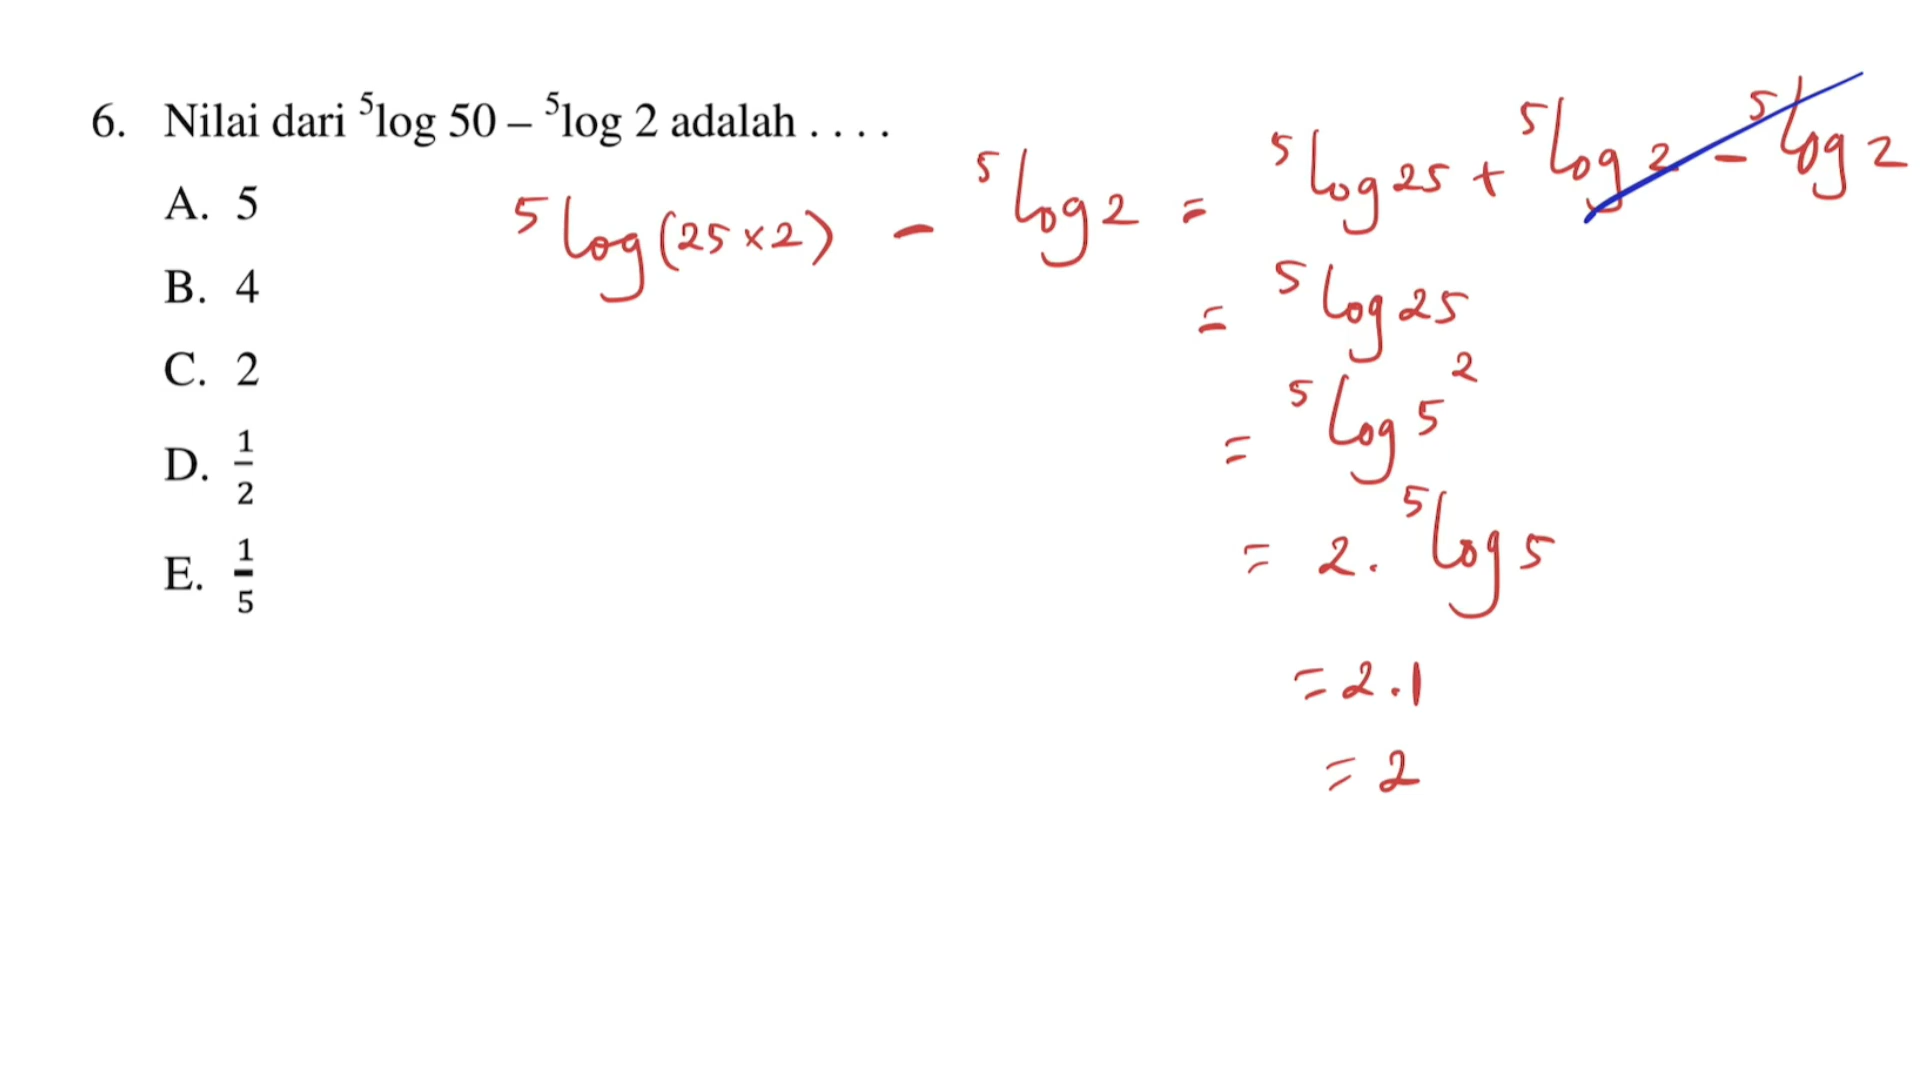 6. Nilai dari ⁵log 50 – ⁵log 2 adalah . . . .
A. 5
B. 4
C. 2
D. 1/2
E. 1/5
⁵log(25×2) − ⁵log 2 = ⁵log 25 + ⁵log 2 − ⁵log 2
= ⁵log 25
= ⁵log 5²
= 2. ⁵log 5
= 2.1
= 2